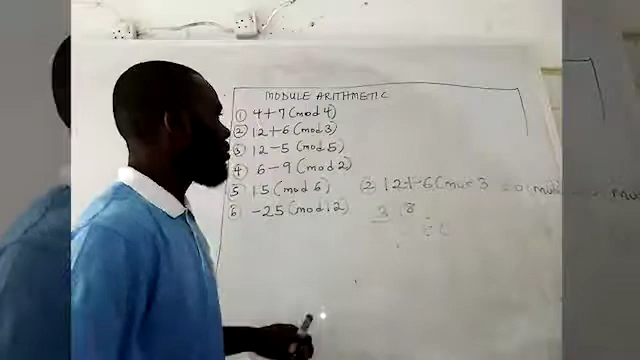 MODULE ARITHMETIC
① 4+7 (mod 4)
② 12+6 (mod 3)
③ 12-5 (mod 5)
④ 6-9 (mod 2)
⑤ 15 (mod 6)
⑥ -25 (mod 12)
② 12+6 (mod 3
3 18